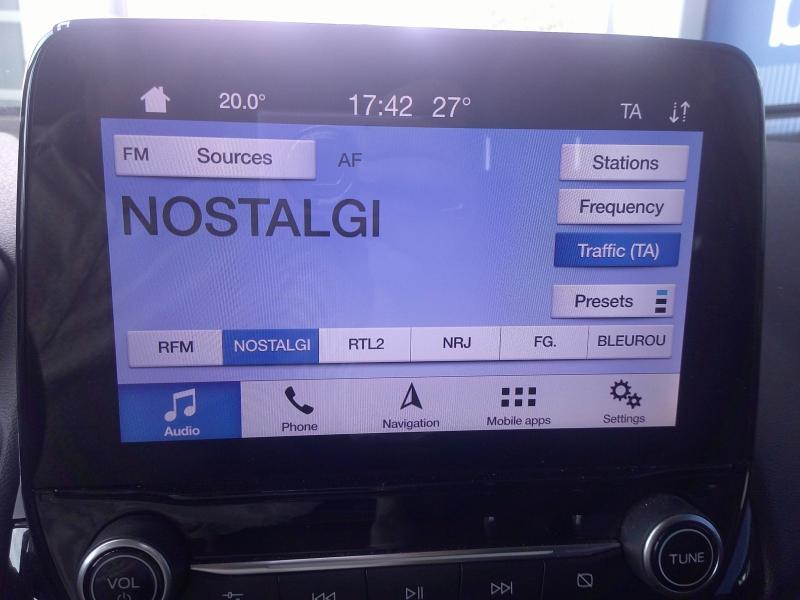 20.0° 17:42 27° TA
FM Sources AF Stations
NOSTALGI
Frequency
Traffic (TA)
Presets
RFM NOSTALGI RTL2 NRJ FG. BLEUROU
Audio Phone Navigation Mobile apps Settings
VOL TUNE